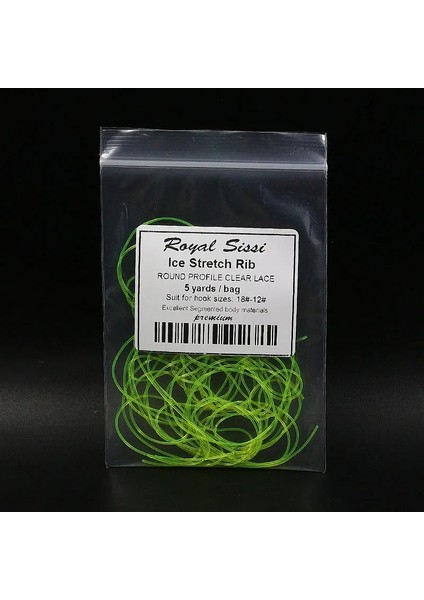 Royal Sissi
Ice Stretch Rib
ROUND PROFILE CLEAR LACE
5 yards / bag
Suit for hook sizes: 18#-12#
Excellent Segmented body materials
premium